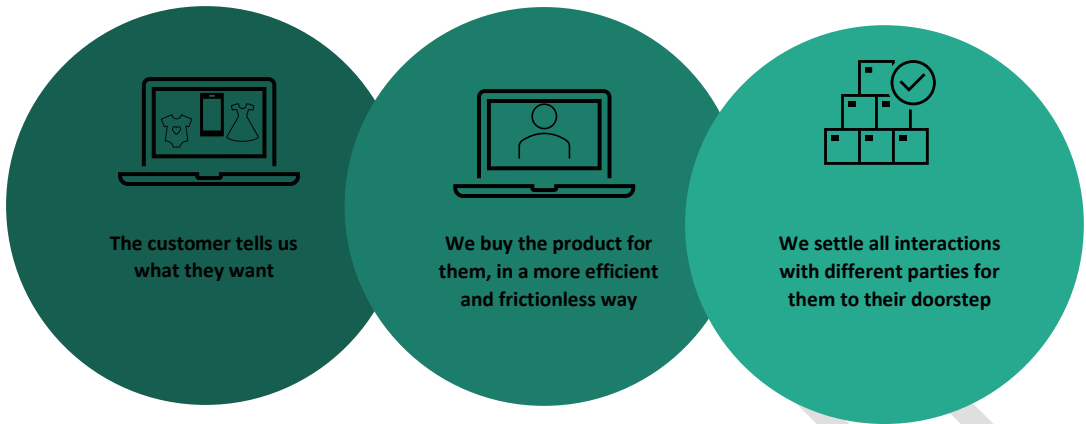 The customer tells us
what they want
We buy the product for
them, in a more efficient
and frictionless way
We settle all interactions
with different parties for
them to their doorstep